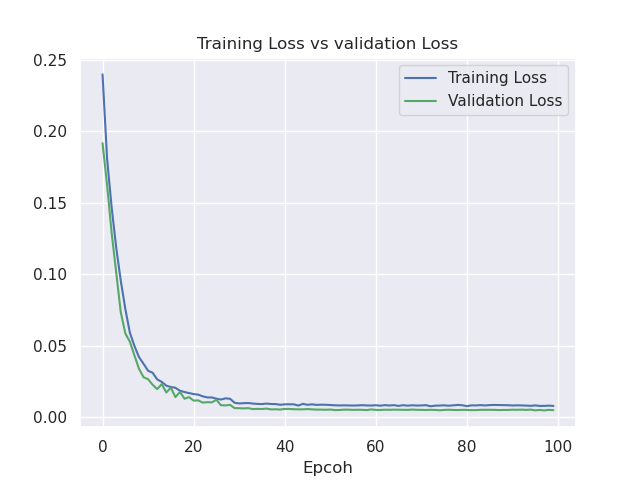 Training Loss vs validation Loss
Training Loss
Validation Loss
0.25
0.20
0.15
0.10
0.05
0.00
0 20 40 60 80 100
Epcoh